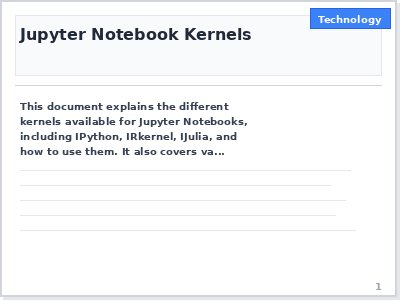 Technology
Jupyter Notebook Kernels
This document explains the different
kernels available for Jupyter Notebooks,
including IPython, IRkernel, IJulia, and
how to use them. It also covers va...
1